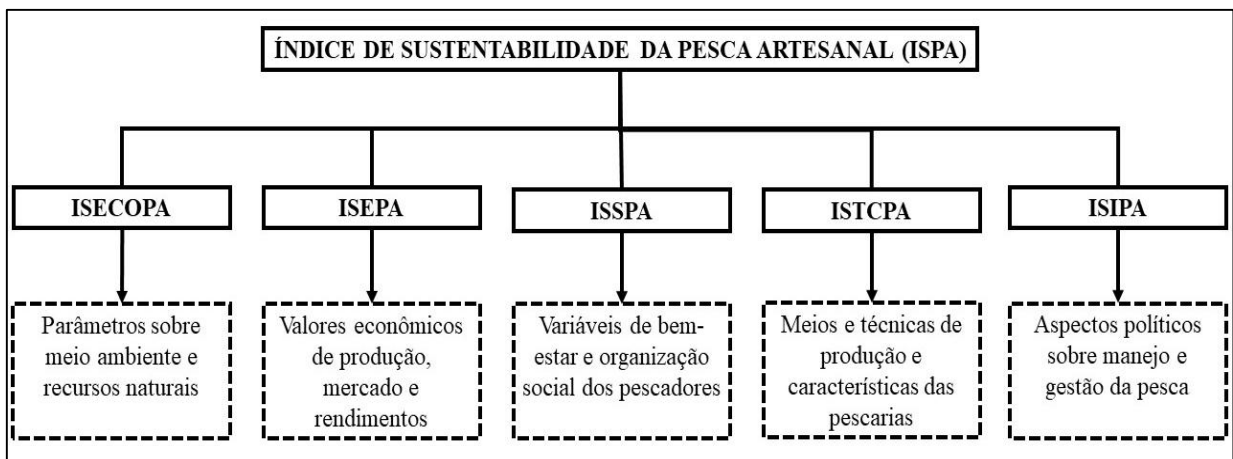 ÍNDICE DE SUSTENTABILIDADE DA PESCA ARTESANAL (ISPA)
ISECOPA
ISEPA
ISSPA
ISTCPA
ISIPA
Parâmetros sobre
meio ambiente e
recursos naturais
Valores econômicos
de produção,
mercado e
rendimentos
Variáveis de bem-
estar e organização
social dos pescadores
Meios e técnicas de
produção e
características das
pescarias
Aspectos políticos
sobre manejo e
gestão da pesca